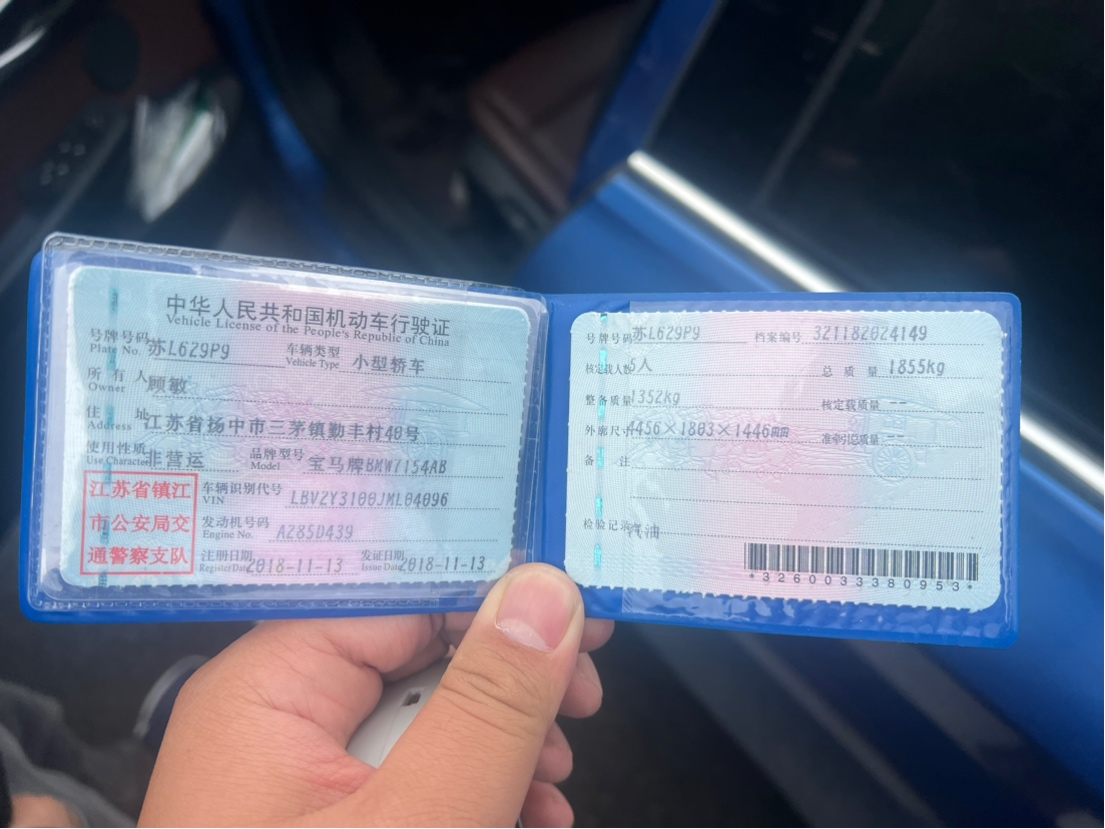 中华人民共和国机动车行驶证
Vehicle License of the People's Republic of China
号牌号码 苏L629P9 车辆类型 小型轿车
Plate No. Vehicle Type
所有人 顾敏
Owner
住址 江苏省扬中市三茅镇勤丰村40号
Address
使用性质 非营运 品牌型号 宝马牌BMW7154AB
Use Character Model
江苏省镇江
市公安局交
通警察支队
车辆识别代号 LBV2Y3100JML04096
VIN
发动机号码 A285D439
Engine No.
注册日期 2018-11-13 发证日期 2018-11-13
Register Date Issue Date
号牌号码 苏L629P9 档案编号 321182024149
核定载人数 5人 总质量 1855kg
整备质量 1352kg 核定载质量 --
外廓尺寸 4456×1803×1446mm 准牵引总质量 --
备注
检验记录 汽油
*3260033380953*